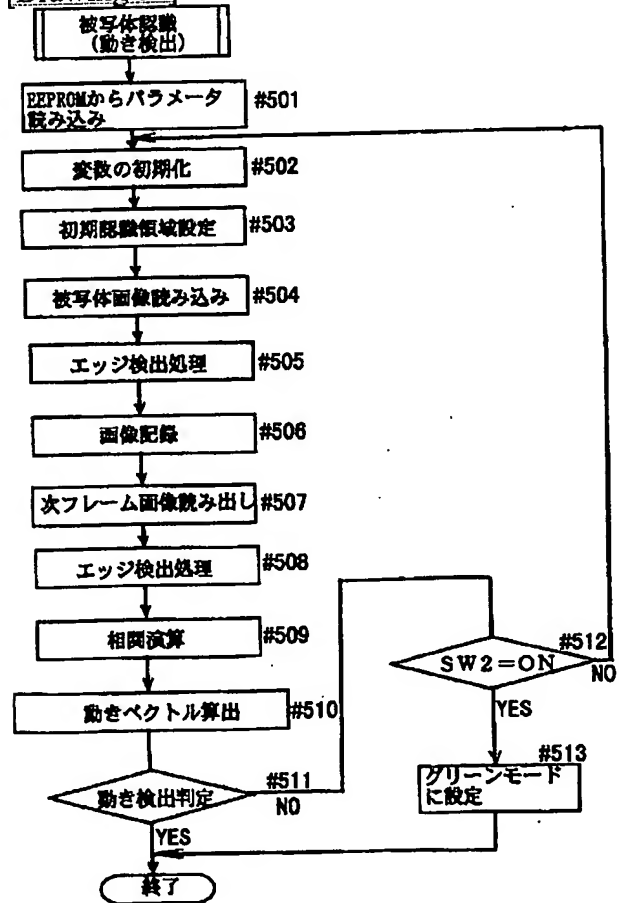 被写体認識
(動き検出)
EEPROMからパラメータ
読み込み
#501
変数の初期化
#502
初期認識領域設定
#503
被写体画像読み込み
#504
エッジ検出処理
#505
画像記録
#506
次フレーム画像読み出し
#507
エッジ検出処理
#508
相関演算
#509
動きベクトル算出
#510
動き検出判定
#511
NO
YES
SW2=ON
#512
NO
YES
#513
グリーンモード
に設定
終了